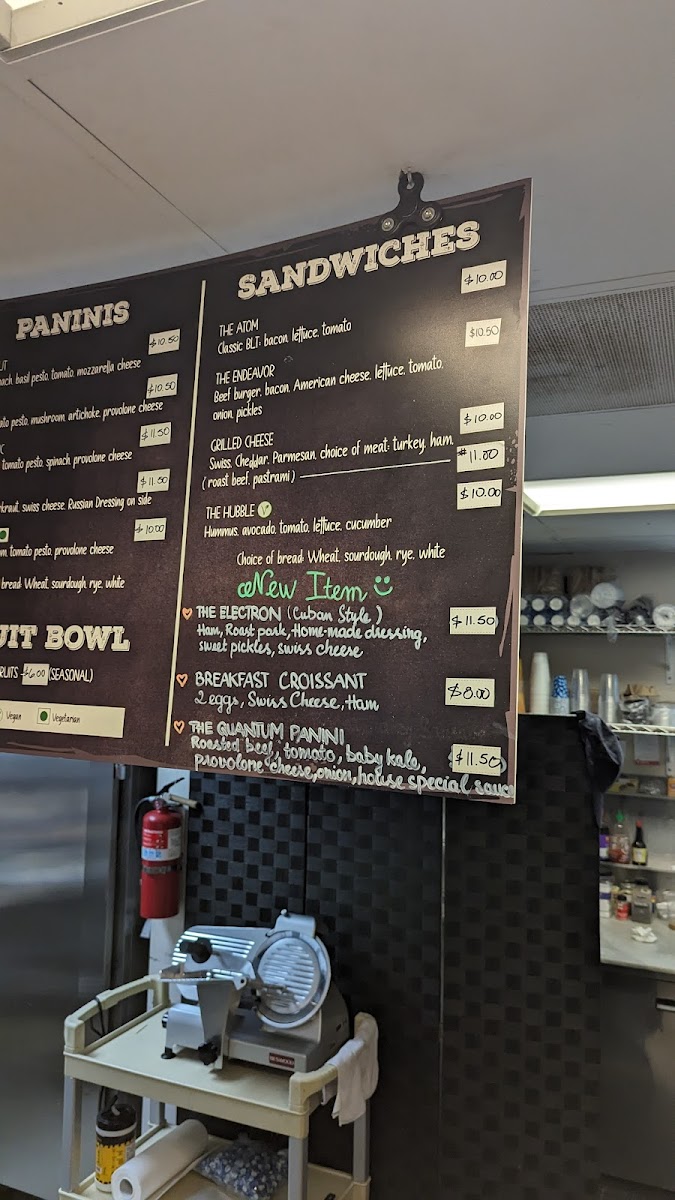 PANINIS
$10.50
basil pesto, tomato, mozzarella cheese
$10.50
pesto, mushroom, artichoke, provolone cheese
$11.50
tomato pesto, spinach, provolone cheese
$11.50
swiss cheese, Russian Dressing on side
$10.00
tomato pesto, provolone cheese
bread: Wheat, sourdough, rye, white
BOWL
$6.00 (SEASONAL)
Vegan Vegetarian
SANDWICHES
$10.00
THE ATOM
Classic BLT: bacon, lettuce, tomato
$10.50
THE ENDEAVOR
Beef burger, bacon, American cheese, lettuce, tomato,
onion, pickles
$10.00
GRILLED CHEESE
Swiss, Cheddar, Parmesan, choice of meat: turkey, ham,
(roast beef, pastrami) $11.00
$10.00
THE HUBBLE V
Hummus, avocado, tomato, lettuce, cucumber
Choice of bread: Wheat, sourdough, rye, white
New Item
THE ELECTRON (Cuban Style) $11.50
Ham, Roast pork, Home-made dressing,
sweet pickles, swiss cheese
BREAKFAST CROISSANT $8.00
2 eggs, Swiss Cheese, Ham
THE QUANTUM PANINI $11.50
Roasted beef, tomato, baby kale,
provolone cheese, onion, house special sauce